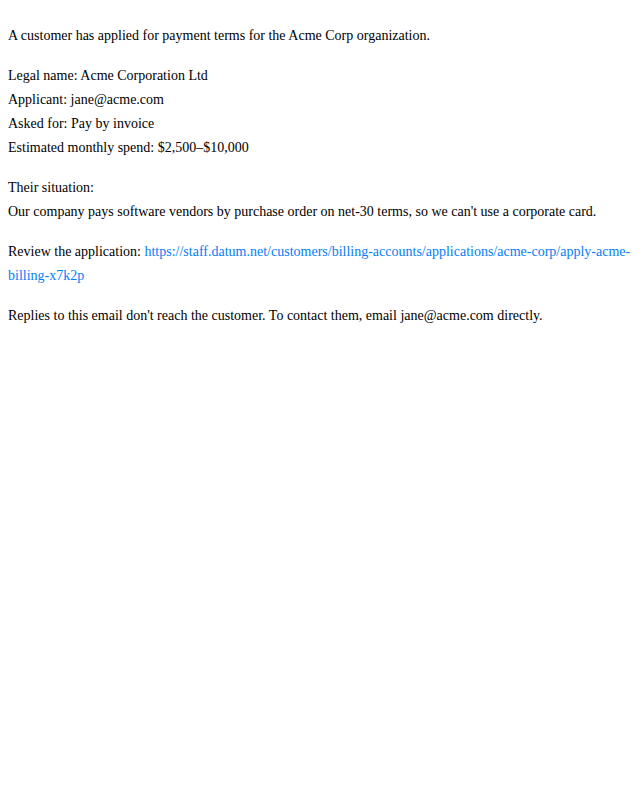 A customer has applied for payment terms for the Acme Corp organization.
Legal name: Acme Corporation Ltd
Applicant: jane@acme.com
Asked for: Pay by invoice
Estimated monthly spend: $2,500–$10,000
Their situation:
Our company pays software vendors by purchase order on net-30 terms, so we can't use a corporate card.
Review the application: https://staff.datum.net/customers/billing-accounts/applications/acme-corp/apply-acme-
billing-x7k2p
Replies to this email don't reach the customer. To contact them, email jane@acme.com directly.